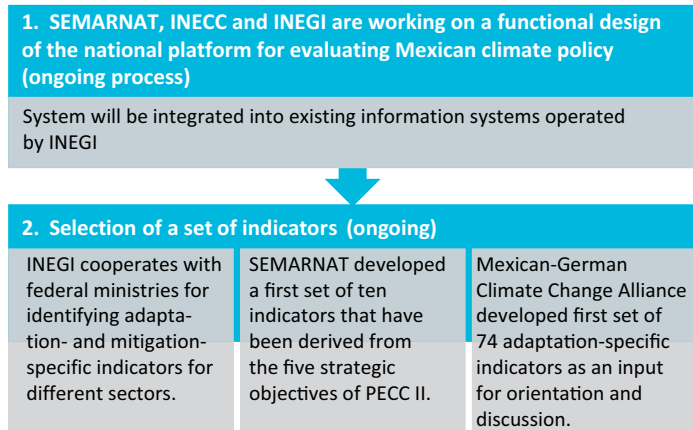 1. SEMARNAT, INECC and INEGI are working on a functional design
of the national platform for evaluating Mexican climate policy
(ongoing process)
System will be integrated into existing information systems operated
by INEGI
2. Selection of a set of indicators (ongoing)
INEGI cooperates with
federal ministries for
identifying adapta-
tion- and mitigation-
specific indicators for
different sectors.
SEMARNAT developed
a first set of ten
indicators that have
been derived from
the five strategic
objectives of PECC II.
Mexican-German
Climate Change Alliance
developed first set of
74 adaptation-specific
indicators as an input
for orientation and
discussion.